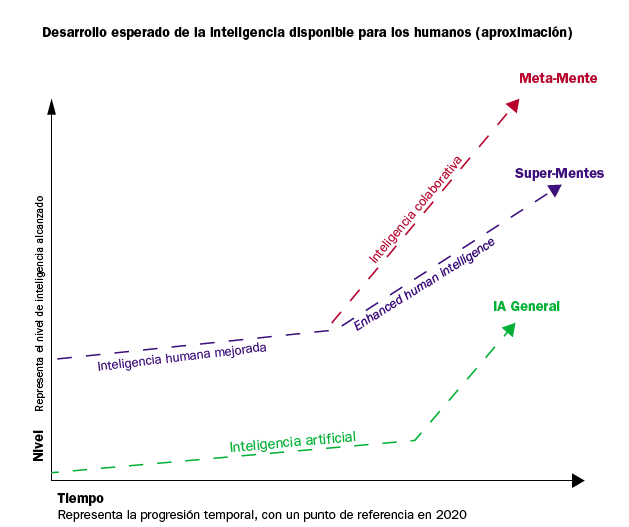 Desarrollo esperado de la Inteligencia disponible para los humanos (aproximación)
Meta-Mente
Super-Mentes
Inteligencia colaborativa
Enhanced human intelligence
IA General
Inteligencia humana mejorada
Inteligencia artificial
Nivel
Representa el nivel de inteligencia alcanzado
Tiempo
Representa la progresión temporal, con un punto de referencia en 2020